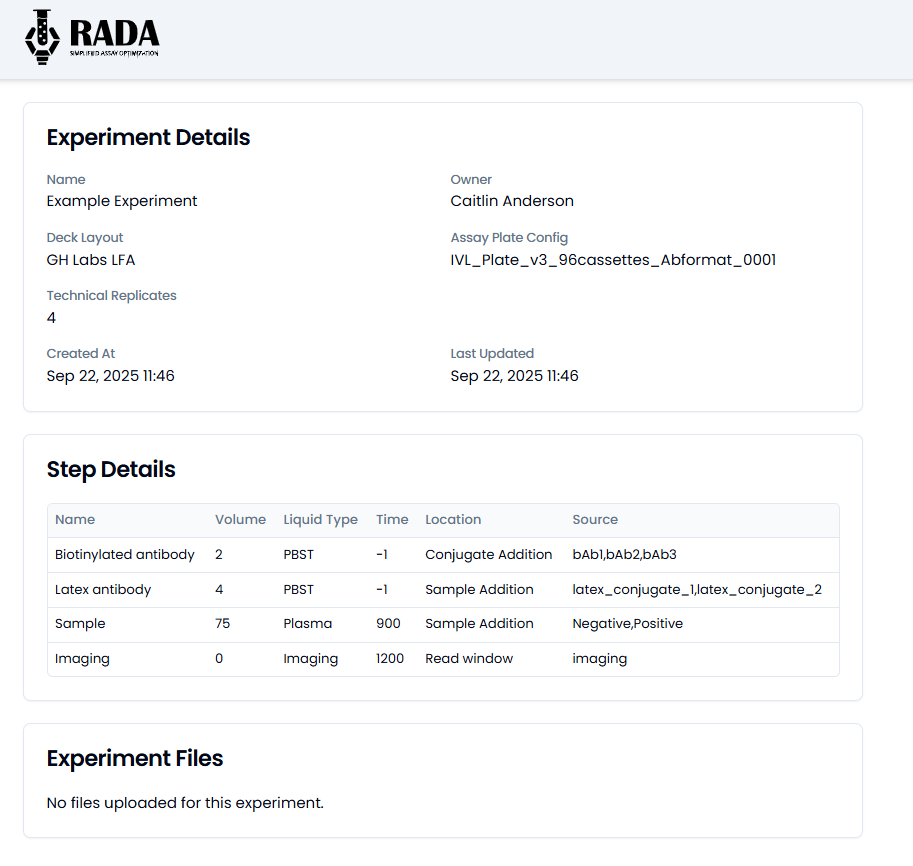 RADA
SIMPLIFIED ASSAY OPTIMIZATION
Experiment Details
Name Owner
Example Experiment Caitlin Anderson
Deck Layout Assay Plate Config
GH Labs LFA IVL_Plate_v3_96cassettes_Abformat_0001
Technical Replicates
4
Created At Last Updated
Sep 22, 2025 11:46 Sep 22, 2025 11:46
Step Details
Name Volume Liquid Type Time Location Source
Biotinylated antibody 2 PBST -1 Conjugate Addition bAb1,bAb2,bAb3
Latex antibody 4 PBST -1 Sample Addition latex_conjugate_1,latex_conjugate_2
Sample 75 Plasma 900 Sample Addition Negative,Positive
Imaging 0 Imaging 1200 Read window imaging
Experiment Files
No files uploaded for this experiment.